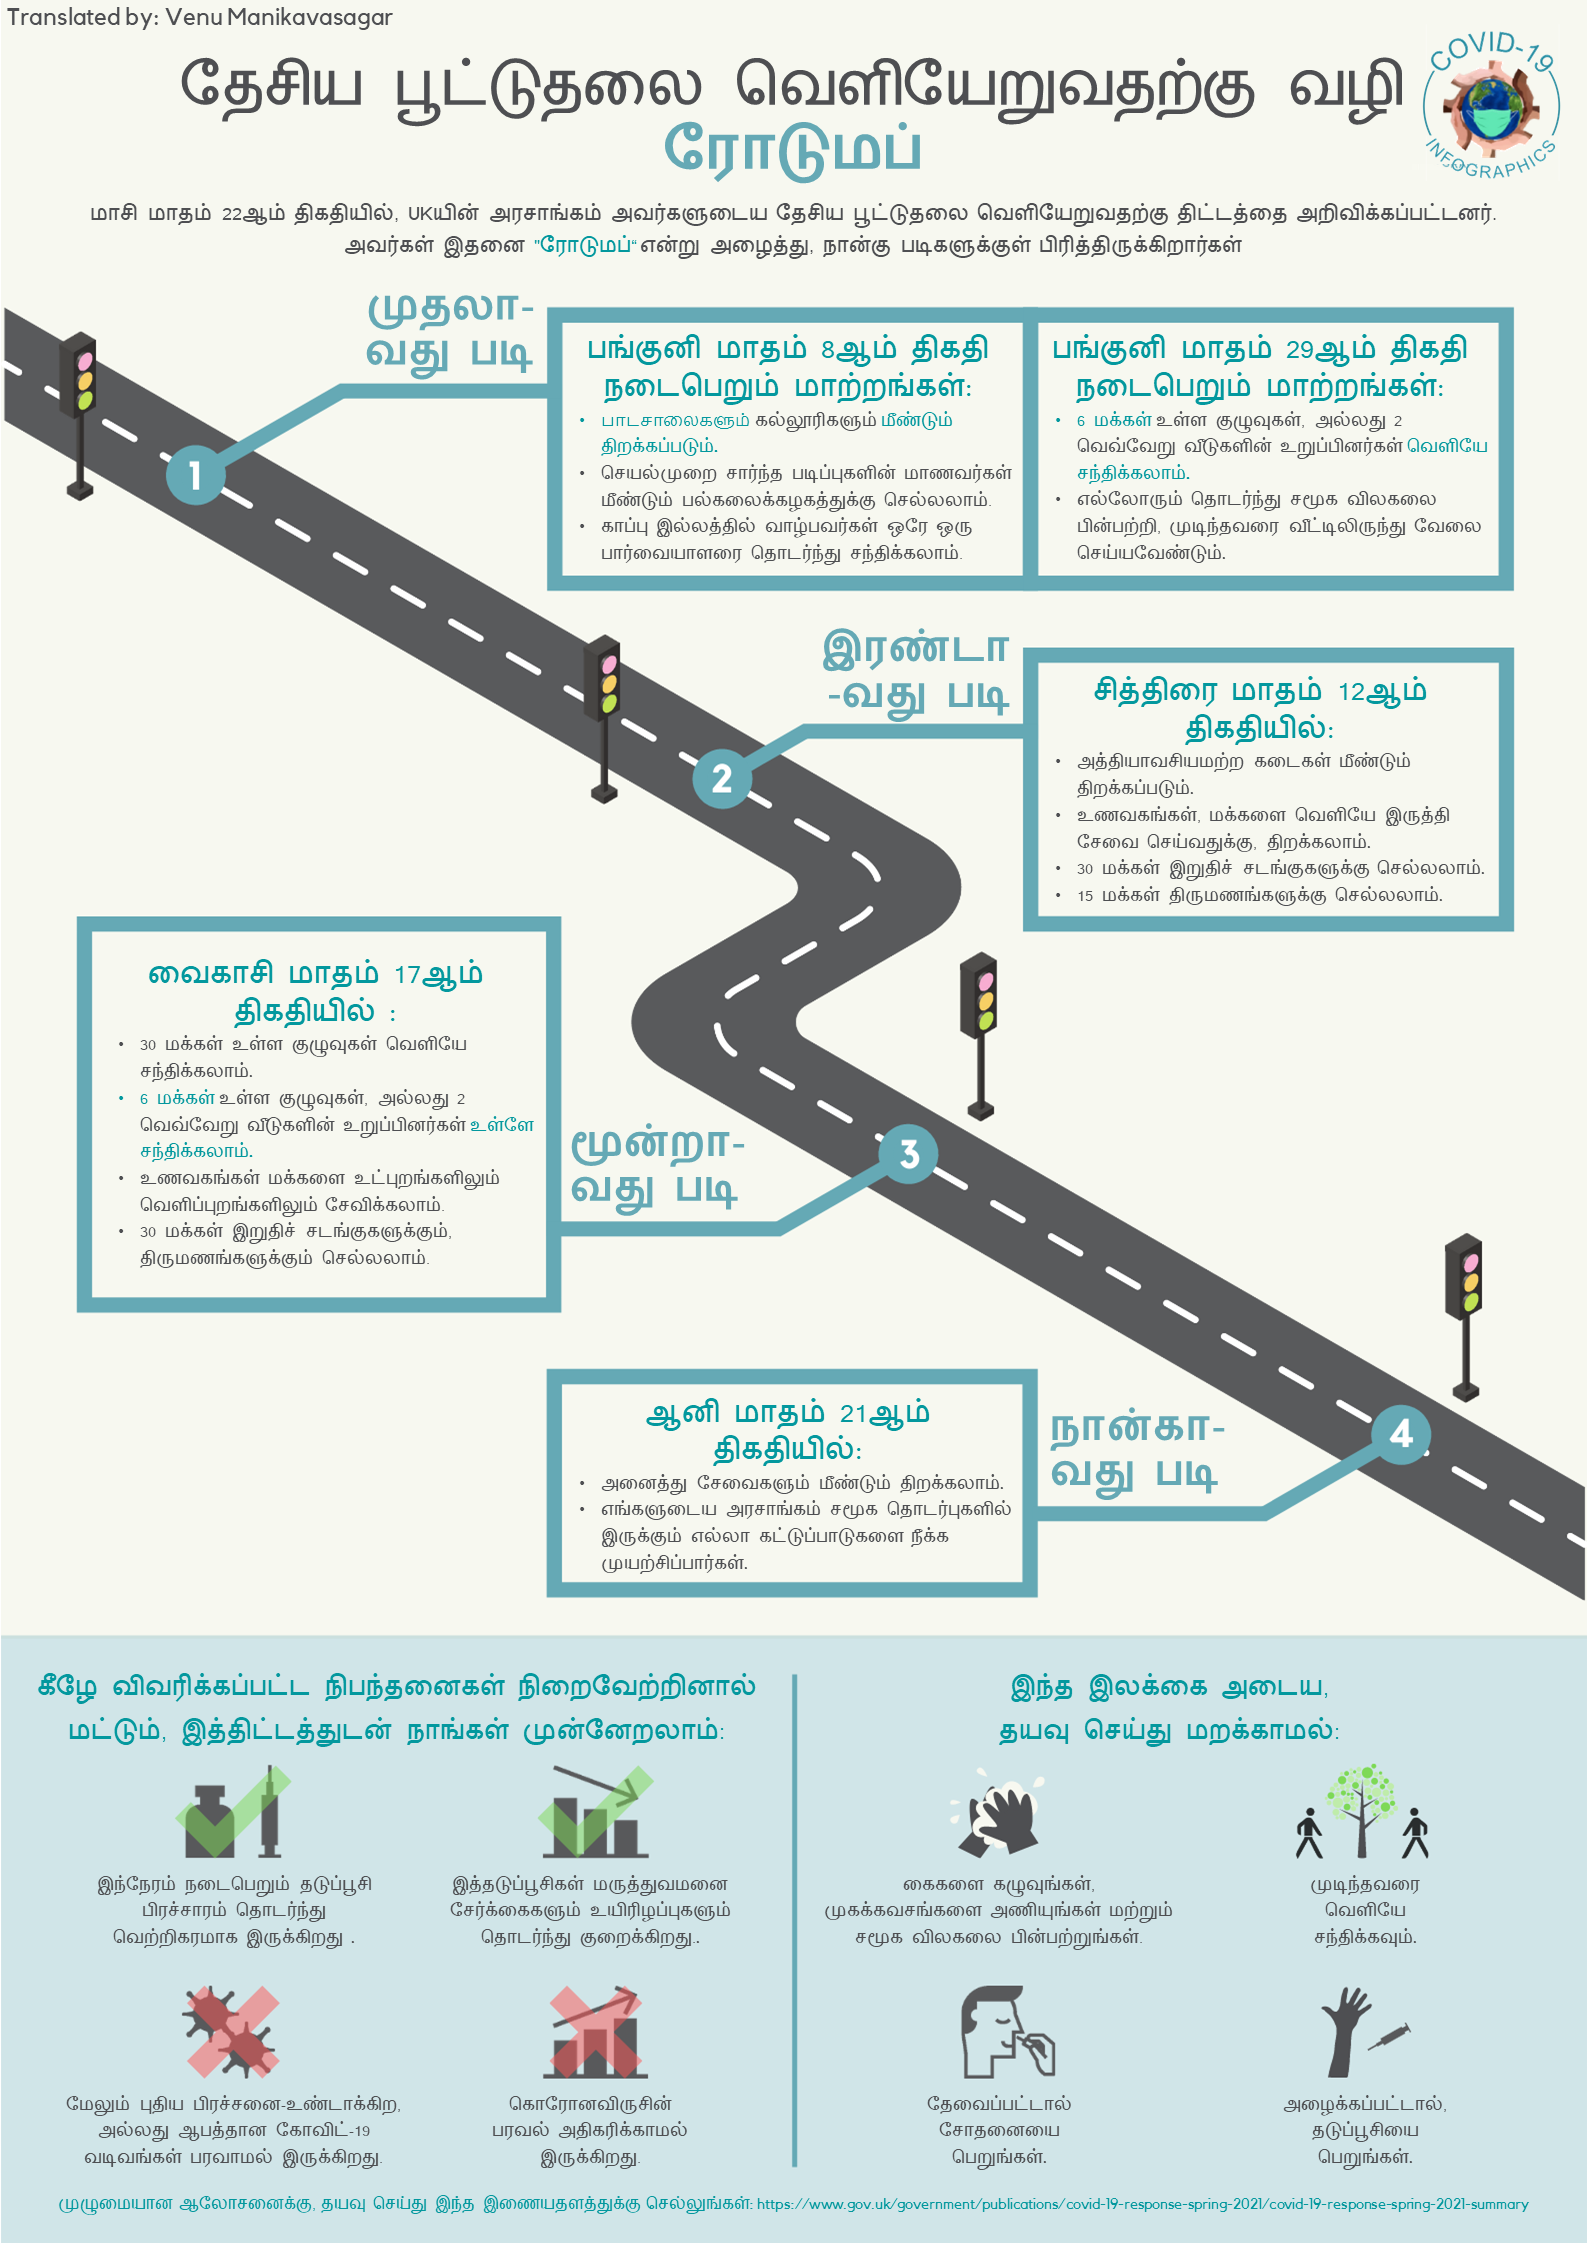 Translated by: Venu Manikavasagar
தேசிய பூட்டுதலை வெளியேறுவதற்கு வழி
ரோடுமப்
COVID-19
INFOGRAPHICS
மாசி மாதம் 22ஆம் திகதியில், UKயின் அரசாங்கம் அவர்களுடைய தேசிய பூட்டுதலை வெளியேறுவதற்கு திட்டத்தை அறிவிக்கப்பட்டனர்.
அவர்கள் இதனை "ரோடுமப்“ என்று அழைத்து, நான்கு படிகளுக்குள் பிரித்திருக்கிறார்கள்
முதலா-
வது படி
1
பங்குனி மாதம் 8ஆம் திகதி
நடைபெறும் மாற்றங்கள்:
• பாடசாலைகளும் கல்லூரிகளும் மீண்டும்
திறக்கப்படும்.
• செயல்முறை சார்ந்த படிப்புகளின் மாணவர்கள்
மீண்டும் பல்கலைக்கழகத்துக்கு செல்லலாம்.
• காப்பு இல்லத்தில் வாழ்பவர்கள் ஒரே ஒரு
பார்வையாளரை தொடர்ந்து சந்திக்கலாம்.
பங்குனி மாதம் 29ஆம் திகதி
நடைபெறும் மாற்றங்கள்:
• 6 மக்கள் உள்ள குழுவுகள், அல்லது 2
வெவ்வேறு வீடுகளின் உறுப்பினர்கள் வெளியே
சந்திக்கலாம்.
• எல்லோரும் தொடர்ந்து சமூக விலகலை
பின்பற்றி, முடிந்தவரை வீட்டிலிருந்து வேலை
செய்யவேண்டும்.
இரண்டா
-வது படி
2
சித்திரை மாதம் 12ஆம்
திகதியில்:
• அத்தியாவசியமற்ற கடைகள் மீண்டும்
திறக்கப்படும்.
• உணவகங்கள், மக்களை வெளியே இருத்தி
சேவை செய்வதுக்கு, திறக்கலாம்.
• 30 மக்கள் இறுதிச் சடங்குகளுக்கு செல்லலாம்.
• 15 மக்கள் திருமணங்களுக்கு செல்லலாம்.
வைகாசி மாதம் 17ஆம்
திகதியில் :
• 30 மக்கள் உள்ள குழுவுகள் வெளியே
சந்திக்கலாம்.
• 6 மக்கள் உள்ள குழுவுகள், அல்லது 2
வெவ்வேறு வீடுகளின் உறுப்பினர்கள் உள்ளே
சந்திக்கலாம்.
• உணவகங்கள் மக்களை உட்புறங்களிலும்
வெளிப்புறங்களிலும் சேவிக்கலாம்.
• 30 மக்கள் இறுதிச் சடங்குகளுக்கும்,
திருமணங்களுக்கும் செல்லலாம்.
மூன்றா-
வது படி
3
ஆனி மாதம் 21ஆம்
திகதியில்:
• அனைத்து சேவைகளும் மீண்டும் திறக்கலாம்.
• எங்களுடைய அரசாங்கம் சமூக தொடர்புகளில்
இருக்கும் எல்லா கட்டுப்பாடுகளை நீக்க
முயற்சிப்பார்கள்.
நான்கா-
வது படி
4
கீழே விவரிக்கப்பட்ட நிபந்தனைகள் நிறைவேற்றினால்
மட்டும், இத்திட்டத்துடன் நாங்கள் முன்னேறலாம்:
இந்நேரம் நடைபெறும் தடுப்பூசி
பிரச்சாரம் தொடர்ந்து
வெற்றிகரமாக இருக்கிறது .
இத்தடுப்பூசிகள் மருத்துவமனை
சேர்க்கைகளும் உயிரிழப்புகளும்
தொடர்ந்து குறைக்கிறது..
மேலும் புதிய பிரச்சனை-உண்டாக்கிற,
அல்லது ஆபத்தான கோவிட்-19
வடிவங்கள் பரவாமல் இருக்கிறது.
கொரோனவிருசின்
பரவல் அதிகரிக்காமல்
இருக்கிறது.
இந்த இலக்கை அடைய,
தயவு செய்து மறக்காமல்:
கைகளை கழுவுங்கள்,
முகக்கவசங்களை அணியுங்கள் மற்றும்
சமூக விலகலை பின்பற்றுங்கள்.
முடிந்தவரை
வெளியே
சந்திக்கவும்.
தேவைப்பட்டால்
சோதனையை
பெறுங்கள்.
அழைக்கப்பட்டால்,
தடுப்பூசியை
பெறுங்கள்.
முழுமையான ஆலோசனைக்கு, தயவு செய்து இந்த இணையதளத்துக்கு செல்லுங்கள்: https://www.gov.uk/government/publications/covid-19-response-spring-2021/covid-19-response-spring-2021-summary